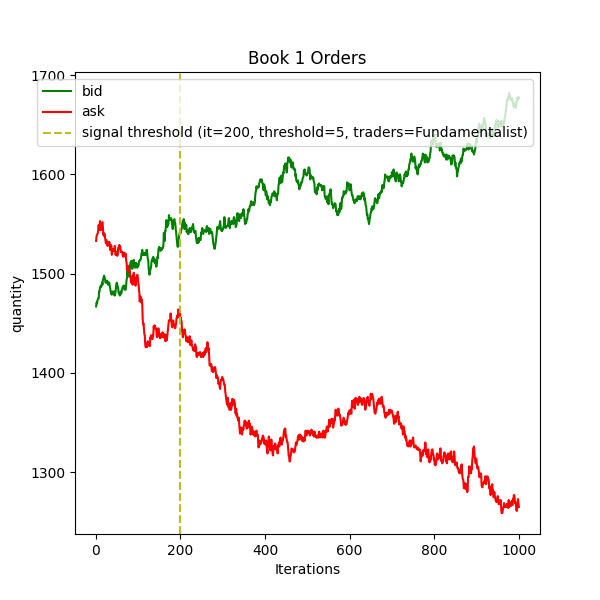 Book 1 Orders
1700
1600
1500
1400
1300
quantity
bid
ask
signal threshold (it=200, threshold=5, traders=Fundamentalist)
0 200 400 600 800 1000
Iterations